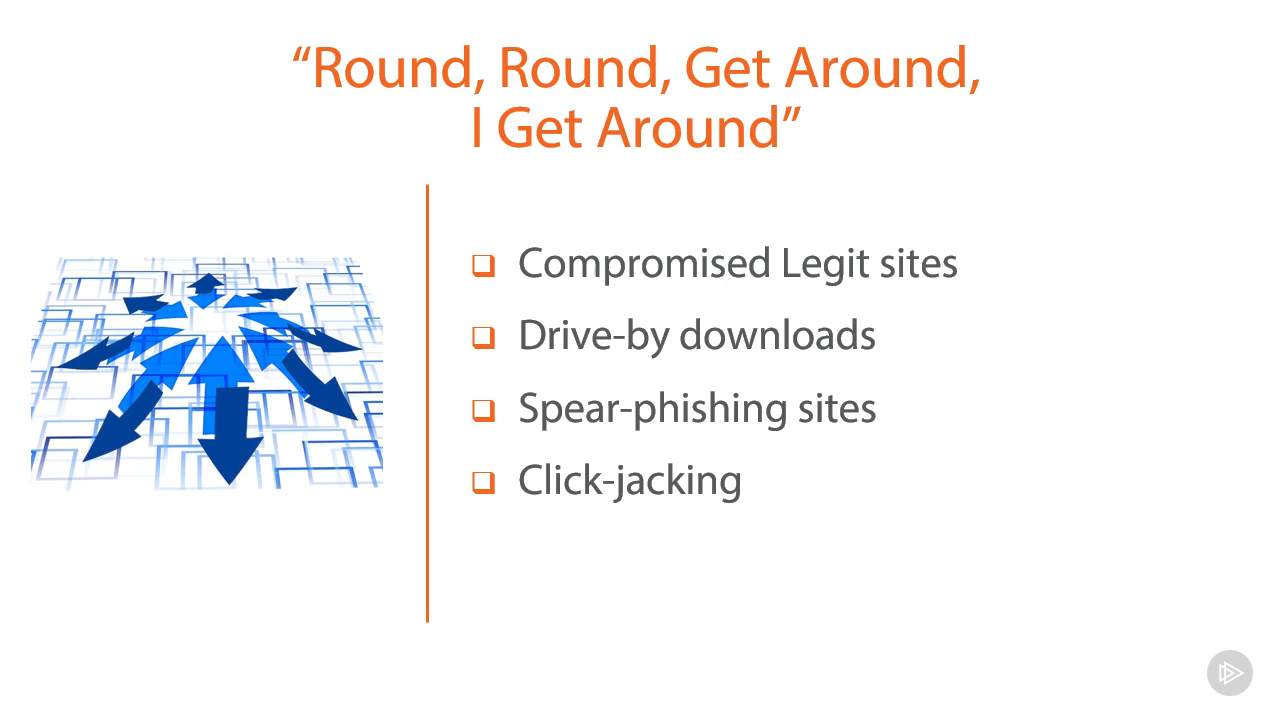 “Round, Round, Get Around,
I Get Around”
Compromised Legit sites
Drive-by downloads
Spear-phishing sites
Click-jacking